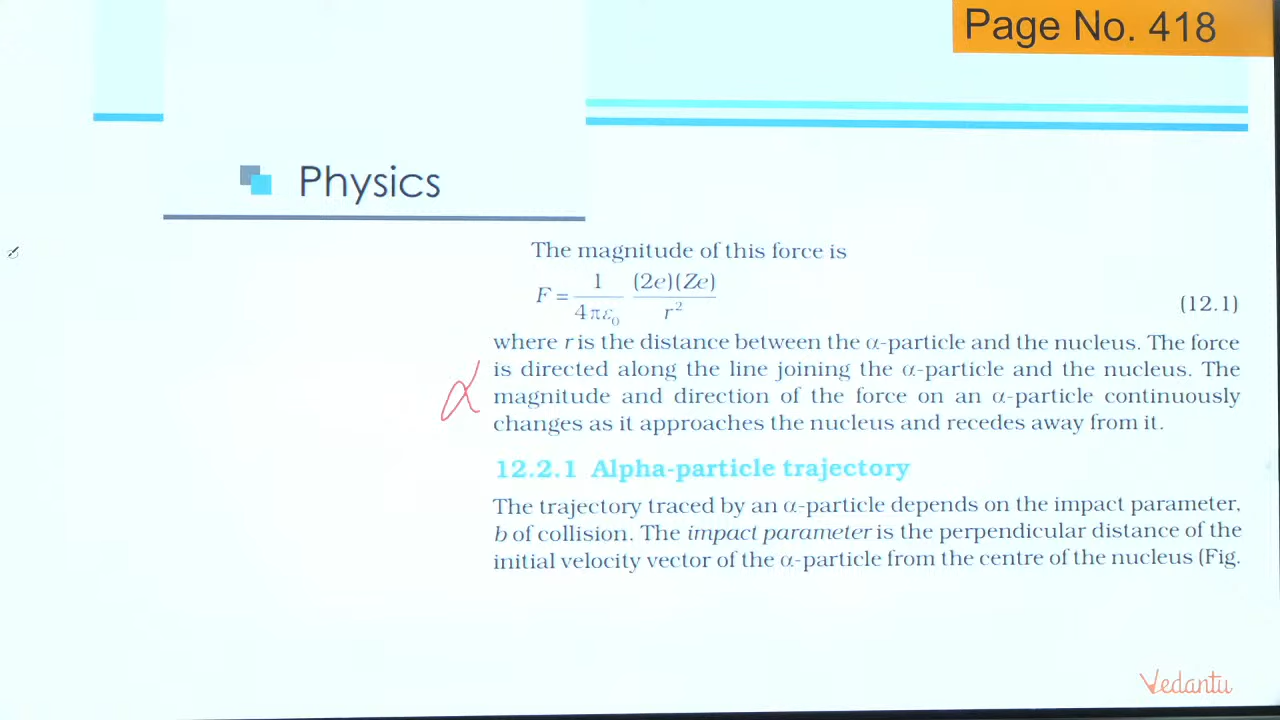 Page No. 418
Physics
The magnitude of this force is
F = 1/4πε₀ (2e)(Ze)/r² (12.1)
where r is the distance between the α-particle and the nucleus. The force
is directed along the line joining the α-particle and the nucleus. The
α
magnitude and direction of the force on an α-particle continuously
changes as it approaches the nucleus and recedes away from it.
12.2.1 Alpha-particle trajectory
The trajectory traced by an α-particle depends on the impact parameter,
b of collision. The impact parameter is the perpendicular distance of the
initial velocity vector of the α-particle from the centre of the nucleus (Fig.
Vedantu